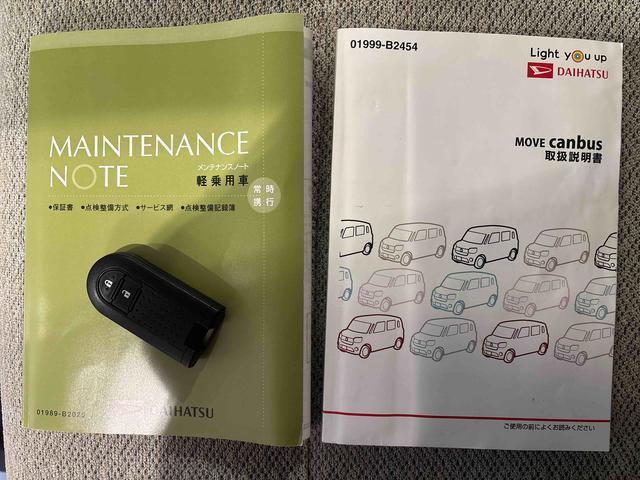 MAINTENANCE
NOTE
メンテナンスノート
軽乗用車
常時
携行
●保証書 ●点検整備方式 ●サービス網 ●点検整備記録簿
01989-B2020
DAIHATSU
01999-B2454
Light you up
DAIHATSU
MOVE canbus
取扱説明書
ご使用の前によくお読みください